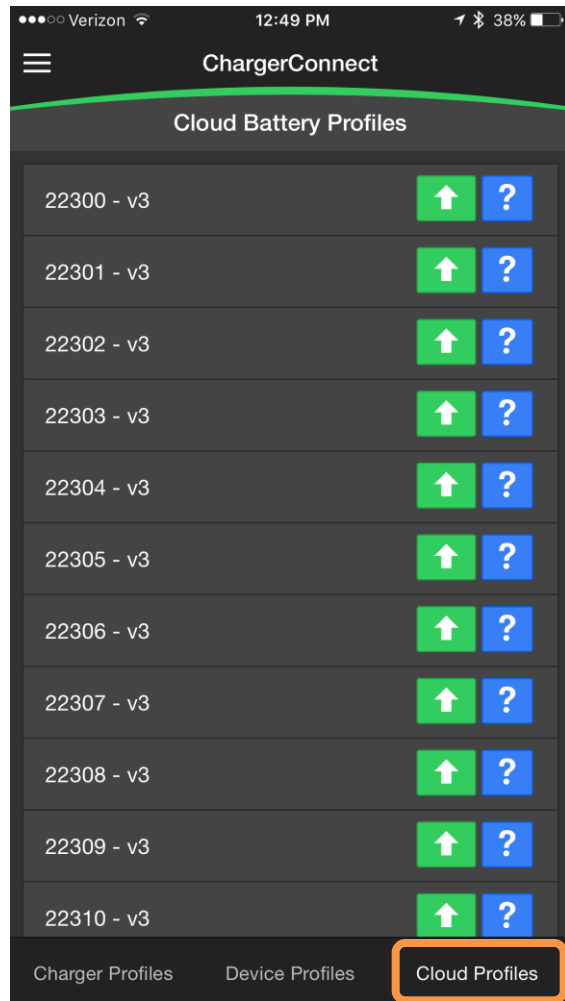 Verizon 12:49 PM 38%
ChargerConnect
Cloud Battery Profiles
22300 - v3 ?
22301 - v3 ?
22302 - v3 ?
22303 - v3 ?
22304 - v3 ?
22305 - v3 ?
22306 - v3 ?
22307 - v3 ?
22308 - v3 ?
22309 - v3 ?
22310 - v3 ?
Charger Profiles Device Profiles Cloud Profiles